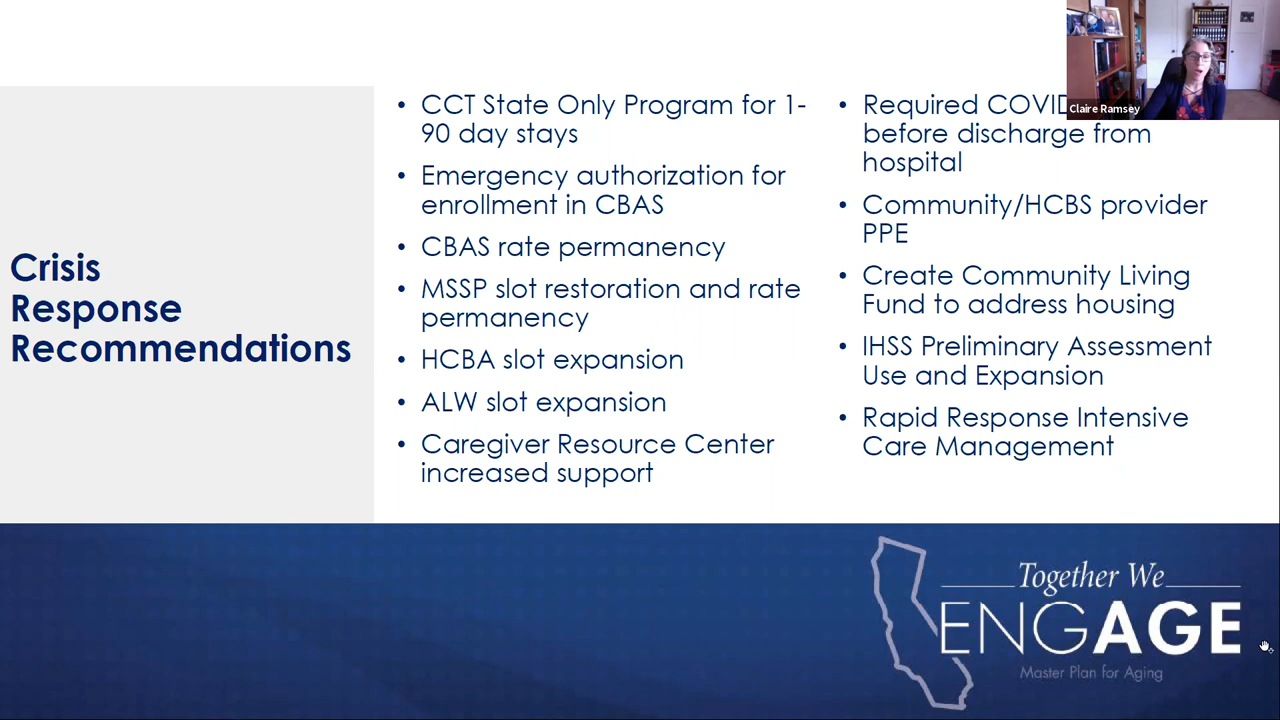 Claire Ramsey
Crisis
Response
Recommendations
• CCT State Only Program for 1-
90 day stays
• Emergency authorization for
enrollment in CBAS
• CBAS rate permanency
• MSSP slot restoration and rate
permanency
• HCBA slot expansion
• ALW slot expansion
• Caregiver Resource Center
increased support
• Required COVID
before discharge from
hospital
• Community/HCBS provider
PPE
• Create Community Living
Fund to address housing
• IHSS Preliminary Assessment
Use and Expansion
• Rapid Response Intensive
Care Management
Together We
ENGAGE
Master Plan for Aging